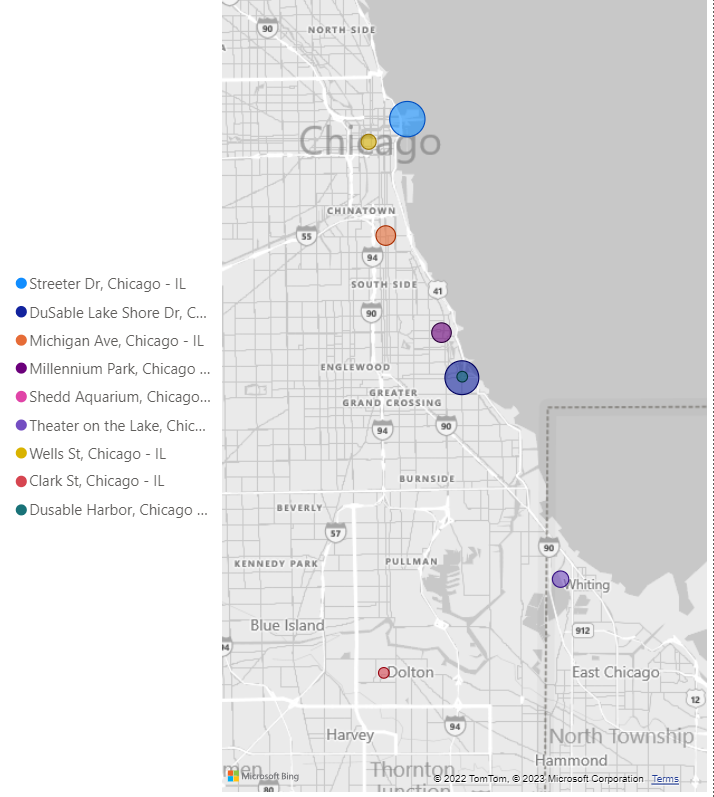 Streeter Dr, Chicago - IL
DuSable Lake Shore Dr, C...
Michigan Ave, Chicago - IL
Millennium Park, Chicago ...
Shedd Aquarium, Chicago...
Theater on the Lake, Chic...
Wells St, Chicago - IL
Clark St, Chicago - IL
Dusable Harbor, Chicago ...
90
NORTH SIDE
Chicago
CHINATOWN
55
94
SOUTH SIDE
41
90
ENGLEWOOD
GREATER
GRAND CROSSING
94
90
BURNSIDE
BEVERLY
57
90
KENNEDY PARK
PULLMAN
Whiting
Blue Island
912
94
Dolton
East Chicago
12
94
Harvey
North Township
Hammond
men
Thornton
Junction
Microsoft Bing
© 2022 TomTom, © 2023 Microsoft Corporation Terms
80